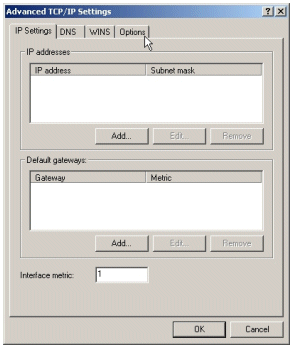 Advanced TCP/IP Settings
IP Settings DNS WINS Options
IP addresses:
IP address Subnet mask
Add... Edit... Remove
Default gateways:
Gateway Metric
Add... Edit... Remove
Interface metric: 1
OK Cancel